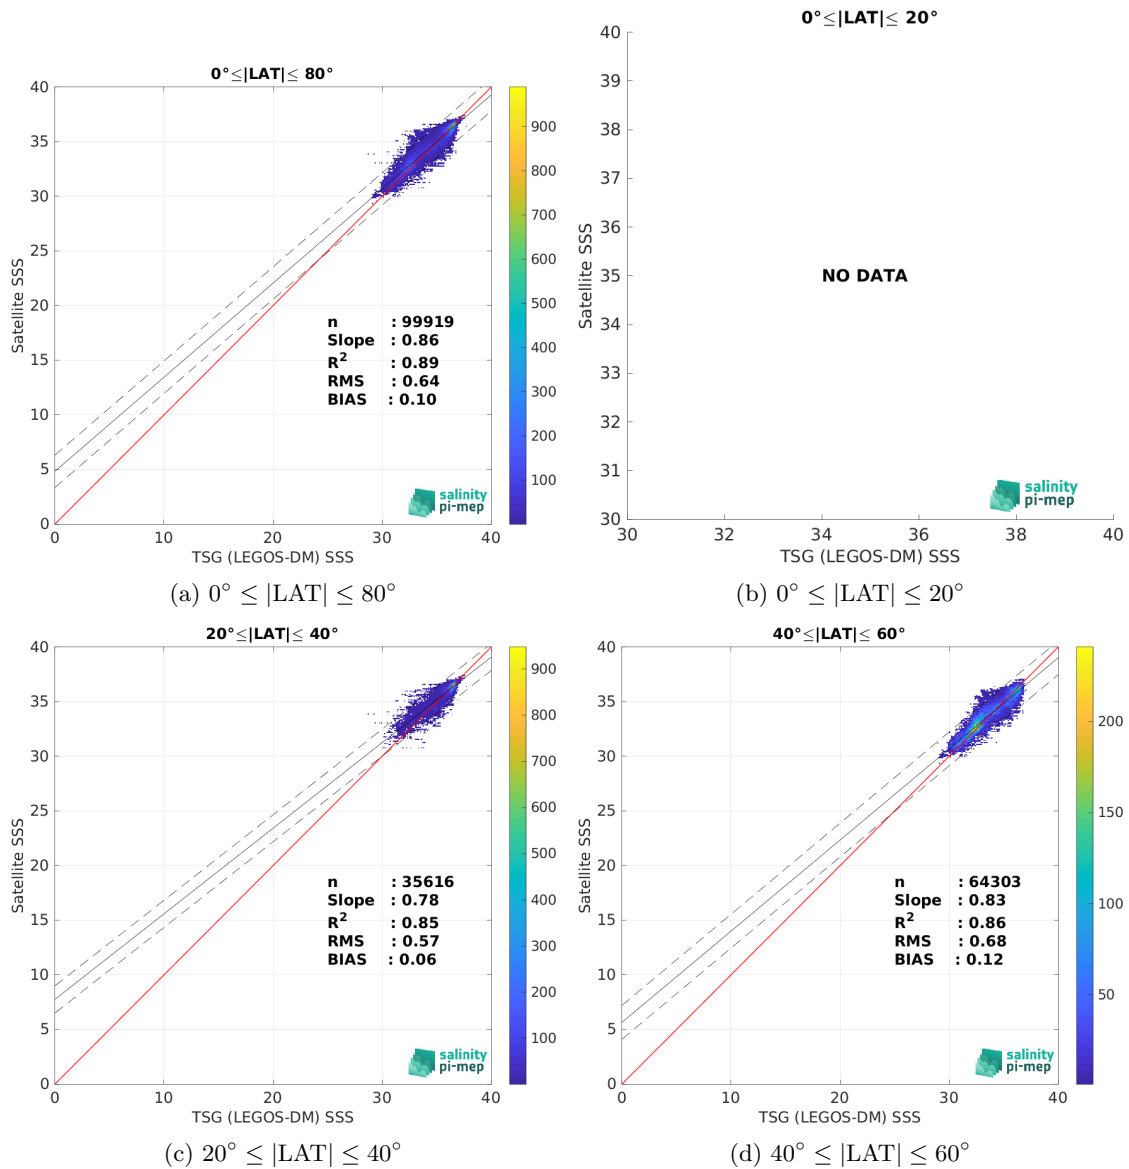 0°≤|LAT|≤ 80°
40
35
30
25
20
15
10
5
0
Satellite SSS
n : 99919
Slope : 0.86
R2 : 0.89
RMS : 0.64
BIAS : 0.10
salinity
pi-mep
0 10 20 30 40
TSG (LEGOS-DM) SSS
900
800
700
600
500
400
300
200
100
(a) 0° ≤ |LAT| ≤ 80°
0°≤|LAT|≤ 20°
40
39
38
37
36
35
34
33
32
31
30
Satellite SSS
NO DATA
salinity
pi-mep
30 32 34 36 38 40
TSG (LEGOS-DM) SSS
(b) 0° ≤ |LAT| ≤ 20°
20°≤|LAT|≤ 40°
40
35
30
25
20
15
10
5
0
Satellite SSS
n : 35616
Slope : 0.78
R2 : 0.85
RMS : 0.57
BIAS : 0.06
salinity
pi-mep
0 10 20 30 40
TSG (LEGOS-DM) SSS
900
800
700
600
500
400
300
200
100
(c) 20° ≤ |LAT| ≤ 40°
40°≤|LAT|≤ 60°
40
35
30
25
20
15
10
5
0
Satellite SSS
n : 64303
Slope : 0.83
R2 : 0.86
RMS : 0.68
BIAS : 0.12
salinity
pi-mep
0 10 20 30 40
TSG (LEGOS-DM) SSS
200
150
100
50
(d) 40° ≤ |LAT| ≤ 60°